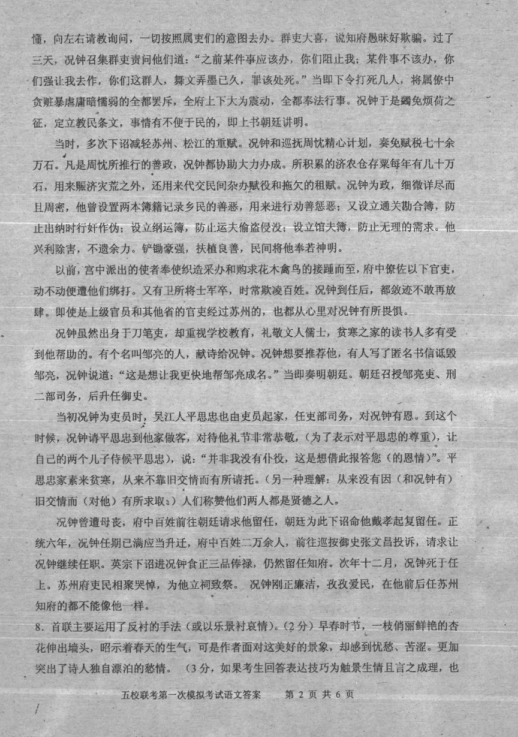 懂，向左右请教询问，一切按照属吏们的意图去办。群吏大喜，说知府愚昧好欺骗。过了
三天，况钟召集群吏责问他们道：“之前某件事应该办，你们阻止我；某件事不该办，你
们强让我去作，你们这群人，舞文弄墨已久，罪该处死。”当即下令打死几人，将属僚中
贪赃暴虐庸暗懦弱的全都罢斥，全府上下大为震动，全都奉法行事。况钟于是蠲免烦苛之
征，定立教民条文，事情有不便于民的，即上书朝廷讲明。
当时，多次下诏减轻苏州、松江的重赋。况钟和巡抚周忱精心计划，奏免赋税七十余
万石。凡是周忱所推行的善政，况钟都协助大力办成。所积累的济农仓存粟每年有几十万
石，用来赈济灾荒之外，还用来代交民间杂办赋役和拖欠的租赋。况钟为政，细微详尽而
且周密，他曾设置两本簿籍记录乡民的善恶，用来进行劝善惩恶；又设立通关勘合簿，防
止出纳时行奸作伪；设立纲运簿，防止运夫偷盗侵没；设立馆夫簿，防止无理的需求。他
兴利除害，不遗余力。铲锄豪强，扶植良善，民间将他奉若神明。
以前，宫中派出的使者奉使织造采办和购求花木禽鸟的接踵而至，府中僚佐以下官吏，
动不动便遭他们绑打。又有卫所将士军卒，时常欺凌百姓。况钟到任后，都敛迹不敢再放
肆。即使是上级官员和其他省的官吏经过苏州的，也都从心里对况钟有所畏惧。
况钟虽然出身于刀笔吏，却重视学校教育，礼敬文人儒士，贫寒之家的读书人多有受
到他帮助的。有个名叫邹亮的人，献诗给况钟。况钟想要推荐他，有人写了匿名书信诋毁
邹亮，况钟说道：“这是想让我更快地帮邹亮成名。”当即奏明朝廷。朝廷召授邹亮吏、刑
二部司务，后升任御史。
当初况钟为吏员时，吴江人平思忠也由吏员起家，任吏部司务，对况钟有恩。到这个
时候，况钟请平思忠到他家做客，对待他礼节非常恭敬，（为了表示对平思忠的尊重），让
自己的两个儿子侍候平思忠），说：“并非我没有仆役，这是想借此报答您（的恩情）”。平
思忠家素来贫寒，从来不靠旧交情而有所请托。（另一种理解：从来没有因（和况钟有）
旧交情而（对他）有所求取；）人们称赞他们两人都是贤德之人。
况钟曾遭母丧，府中百姓前往朝廷请求他留任，朝廷为此下诏命他戴孝起复留任。正
统六年，况钟任期已满应当升迁，府中百姓二万余人，前往巡按御史张文昌投诉，请求让
况钟继续任职。英宗下诏进况钟食正三品俸禄，仍然留任知府。次年十二月，况钟死于任
上。苏州府吏民相聚哭悼，为他立祠致祭。 况钟刚正廉洁，孜孜爱民，在他前后任苏州
知府的都不能像他一样。
8．首联主要运用了反衬的手法（或以乐景衬哀情）。（2 分）早春时节，一枝俏丽鲜艳的杏
花伸出墙头，昭示着春天的生气，可是作者面对这美好的景象，却感到忧愁、苦涩。更加
突出了诗人独自漂泊的愁情。（3 分，如果考生回答表达技巧为触景生情且言之成理，也
五校联考第一次模拟考试语文答案 第 2 页 共 6 页